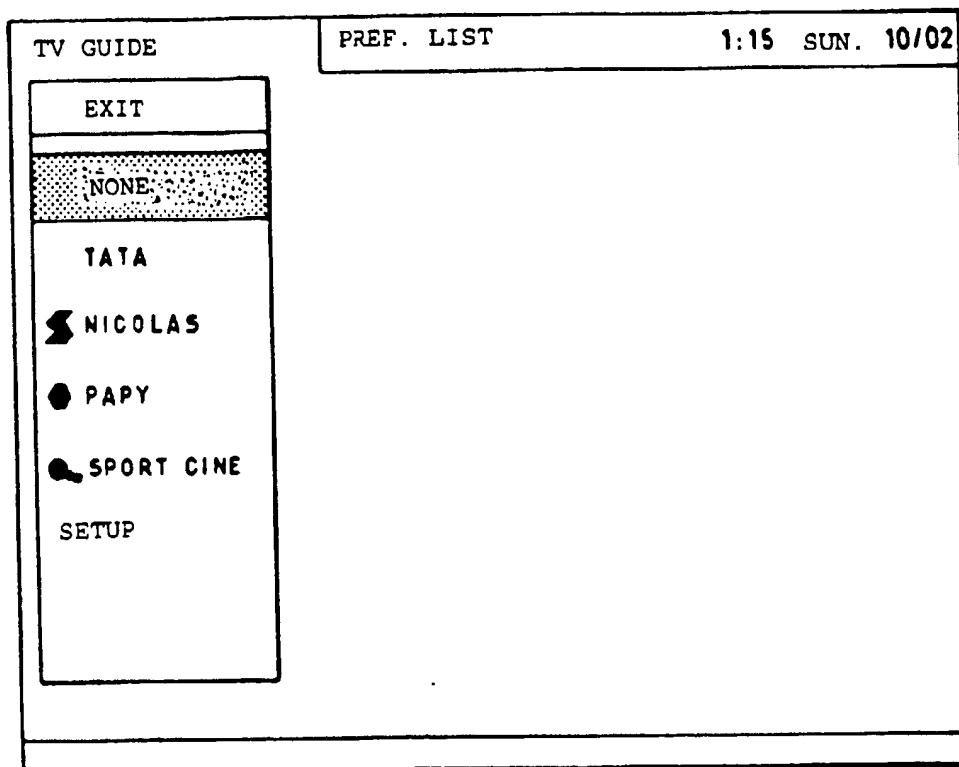 TV GUIDE
PREF. LIST 1:15 SUN. 10/02
EXIT
NONE
TATA
NICOLAS
PAPY
SPORT CINE
SETUP